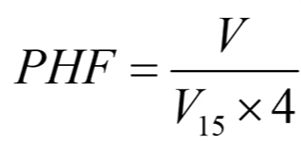 PHF = V / (V₁₅ × 4)